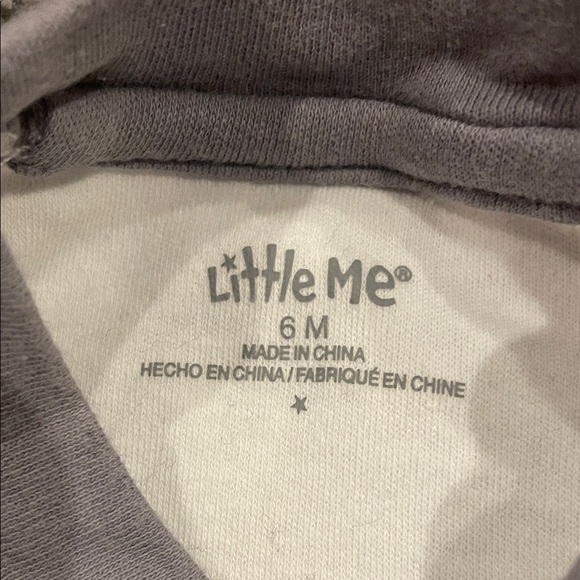 Little Me®
6 M
MADE IN CHINA
HECHO EN CHINA / FABRIQUÉ EN CHINE